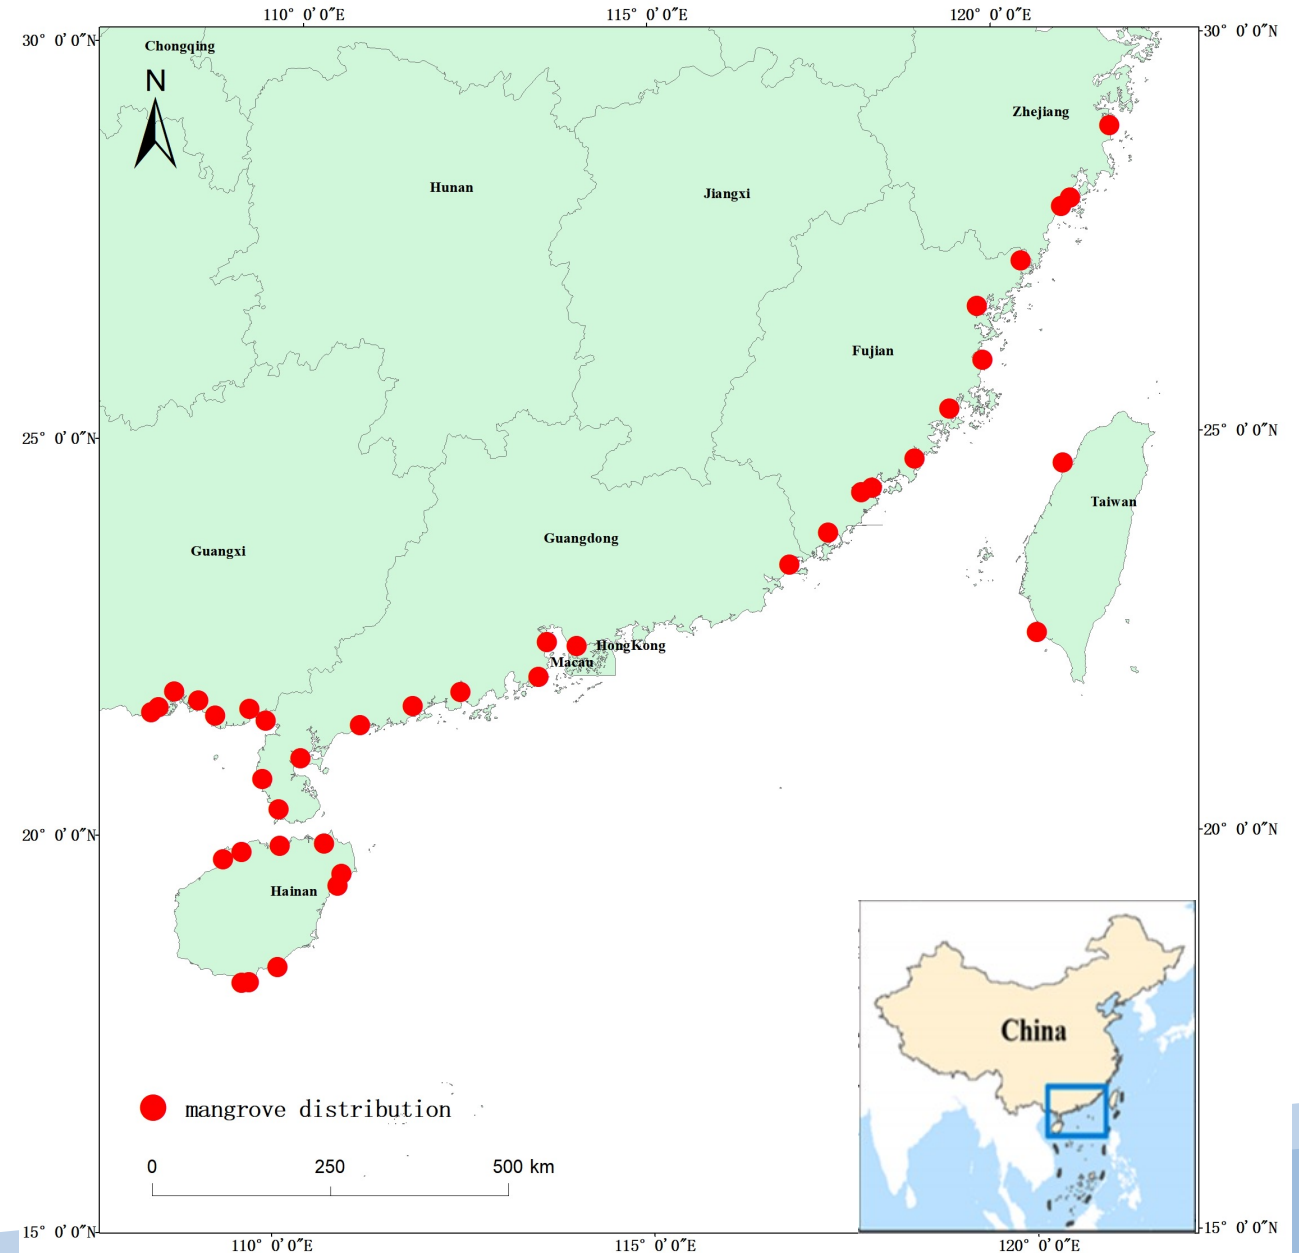 110° 0′0″E 115° 0′0″E 120° 0′0″E
30° 0′0″N 30° 0′0″N
Chongqing
N
Zhejiang
Hunan
Jiangxi
Fujian
25° 0′0″N 25° 0′0″N
Taiwan
Guangdong
Guangxi
HongKong
Macau
20° 0′0″N 20° 0′0″N
Hainan
China
mangrove distribution
0 250 500 km
15° 0′0″N 15° 0′0″N
110° 0′0″E 115° 0′0″E 120° 0′0″E